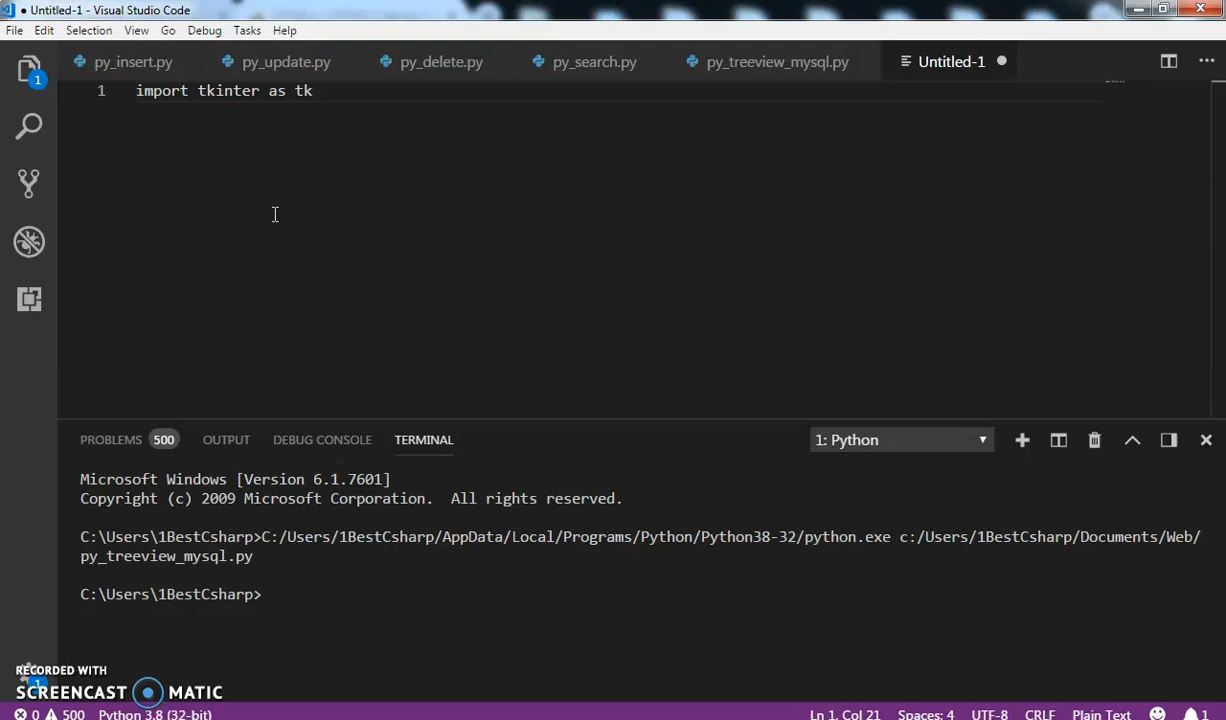 ● Untitled-1 - Visual Studio Code
File Edit Selection View Go Debug Tasks Help
py_insert.py py_update.py py_delete.py py_search.py py_treeview_mysql.py Untitled-1
1
1 import tkinter as tk
PROBLEMS 500 OUTPUT DEBUG CONSOLE TERMINAL 1: Python
Microsoft Windows [Version 6.1.7601]
Copyright (c) 2009 Microsoft Corporation. All rights reserved.
C:\Users\1BestCsharp>C:/Users/1BestCsharp/AppData/Local/Programs/Python/Python38-32/python.exe c:/Users/1BestCsharp/Documents/Web/
py_treeview_mysql.py
C:\Users\1BestCsharp>
RECORDED WITH
1
SCREENCAST MATIC
0 500 Python 3.8 (32-bit) Ln 1, Col 21 Spaces: 4 UTF-8 CRLF Plain Text 1